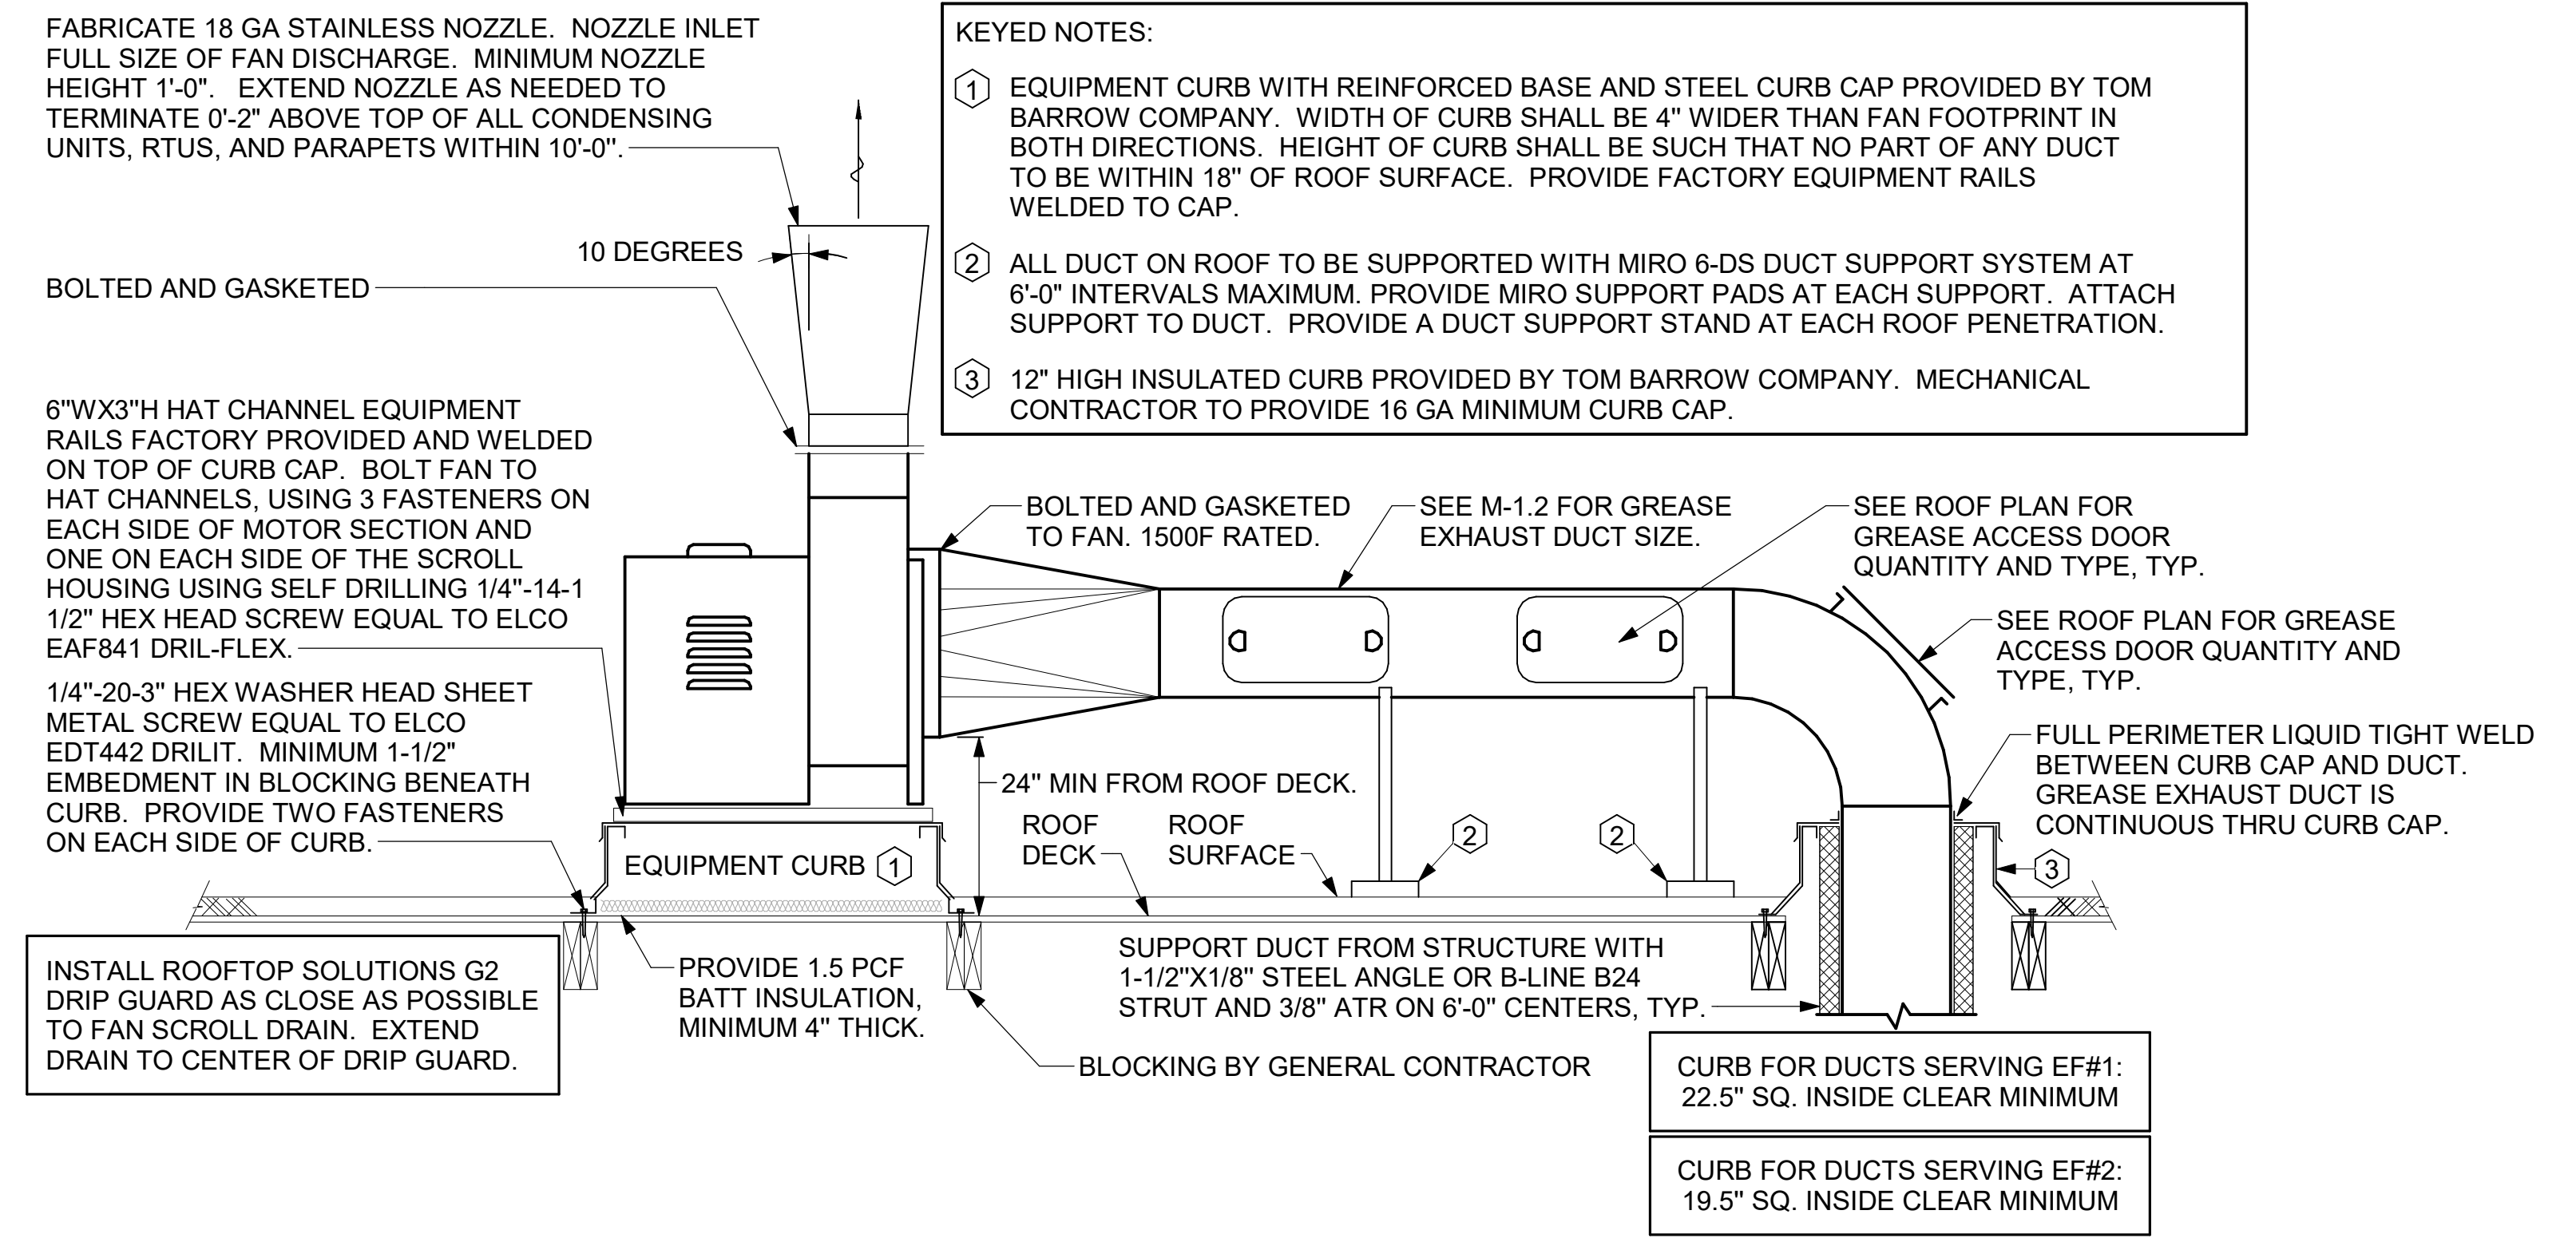 FABRICATE 18 GA STAINLESS NOZZLE. NOZZLE INLET
FULL SIZE OF FAN DISCHARGE. MINIMUM NOZZLE
HEIGHT 1'-0". EXTEND NOZZLE AS NEEDED TO
TERMINATE 0'-2" ABOVE TOP OF ALL CONDENSING
UNITS, RTUS, AND PARAPETS WITHIN 10'-0".
10 DEGREES
BOLTED AND GASKETED
6"WX3"H HAT CHANNEL EQUIPMENT
RAILS FACTORY PROVIDED AND WELDED
ON TOP OF CURB CAP. BOLT FAN TO
HAT CHANNELS, USING 3 FASTENERS ON
EACH SIDE OF MOTOR SECTION AND
ONE ON EACH SIDE OF THE SCROLL
HOUSING USING SELF DRILLING 1/4"-14-1
1/2" HEX HEAD SCREW EQUAL TO ELCO
EAF841 DRIL-FLEX.
1/4"-20-3" HEX WASHER HEAD SHEET
METAL SCREW EQUAL TO ELCO
EDT442 DRILIT. MINIMUM 1-1/2"
EMBEDMENT IN BLOCKING BENEATH
CURB. PROVIDE TWO FASTENERS
ON EACH SIDE OF CURB.
KEYED NOTES:
1 EQUIPMENT CURB WITH REINFORCED BASE AND STEEL CURB CAP PROVIDED BY TOM
BARROW COMPANY. WIDTH OF CURB SHALL BE 4" WIDER THAN FAN FOOTPRINT IN
BOTH DIRECTIONS. HEIGHT OF CURB SHALL BE SUCH THAT NO PART OF ANY DUCT
TO BE WITHIN 18" OF ROOF SURFACE. PROVIDE FACTORY EQUIPMENT RAILS
WELDED TO CAP.
2 ALL DUCT ON ROOF TO BE SUPPORTED WITH MIRO 6-DS DUCT SUPPORT SYSTEM AT
6'-0" INTERVALS MAXIMUM. PROVIDE MIRO SUPPORT PADS AT EACH SUPPORT. ATTACH
SUPPORT TO DUCT. PROVIDE A DUCT SUPPORT STAND AT EACH ROOF PENETRATION.
3 12" HIGH INSULATED CURB PROVIDED BY TOM BARROW COMPANY. MECHANICAL
CONTRACTOR TO PROVIDE 16 GA MINIMUM CURB CAP.
BOLTED AND GASKETED
TO FAN. 1500F RATED.
SEE M-1.2 FOR GREASE
EXHAUST DUCT SIZE.
SEE ROOF PLAN FOR
GREASE ACCESS DOOR
QUANTITY AND TYPE, TYP.
SEE ROOF PLAN FOR GREASE
ACCESS DOOR QUANTITY AND
TYPE, TYP.
FULL PERIMETER LIQUID TIGHT WELD
BETWEEN CURB CAP AND DUCT.
GREASE EXHAUST DUCT IS
CONTINUOUS THRU CURB CAP.
24" MIN FROM ROOF DECK.
ROOF
DECK
ROOF
SURFACE
2
2
EQUIPMENT CURB 1
3
INSTALL ROOFTOP SOLUTIONS G2
DRIP GUARD AS CLOSE AS POSSIBLE
TO FAN SCROLL DRAIN. EXTEND
DRAIN TO CENTER OF DRIP GUARD.
PROVIDE 1.5 PCF
BATT INSULATION,
MINIMUM 4" THICK.
SUPPORT DUCT FROM STRUCTURE WITH
1-1/2"X1/8" STEEL ANGLE OR B-LINE B24
STRUT AND 3/8" ATR ON 6'-0" CENTERS, TYP.
BLOCKING BY GENERAL CONTRACTOR
CURB FOR DUCTS SERVING EF#1:
22.5" SQ. INSIDE CLEAR MINIMUM
CURB FOR DUCTS SERVING EF#2:
19.5" SQ. INSIDE CLEAR MINIMUM